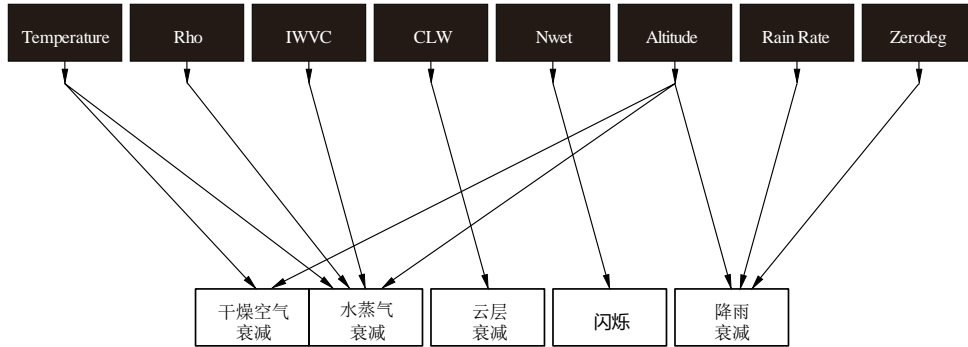 Temperature
Rho
IWVC
CLW
Nwet
Altitude
Rain Rate
Zerodeg
干燥空气
衰减
水蒸气
衰减
云层
衰减
闪烁
降雨
衰减